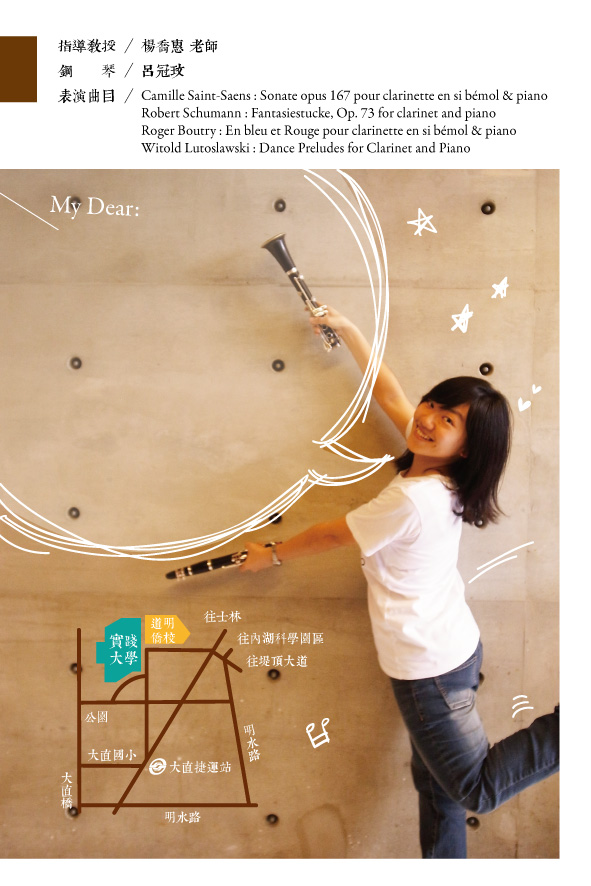 指導教授 / 楊喬惠 老師
鋼琴 / 呂冠玫
表演曲目 / Camille Saint-Saens : Sonate opus 167 pour clarinette en si bémol & piano
Robert Schumann : Fantasiestucke, Op. 73 for clarinet and piano
Roger Boutry : En bleu et Rouge pour clarinette en si bémol & piano
Witold Lutoslawski : Dance Preludes for Clarinet and Piano
My Dear:
往士林
道明
僑校
實踐
大學
往內湖科學園區
往堤頂大道
公園
明水路
大直國小
大直捷運站
大直橋
明水路